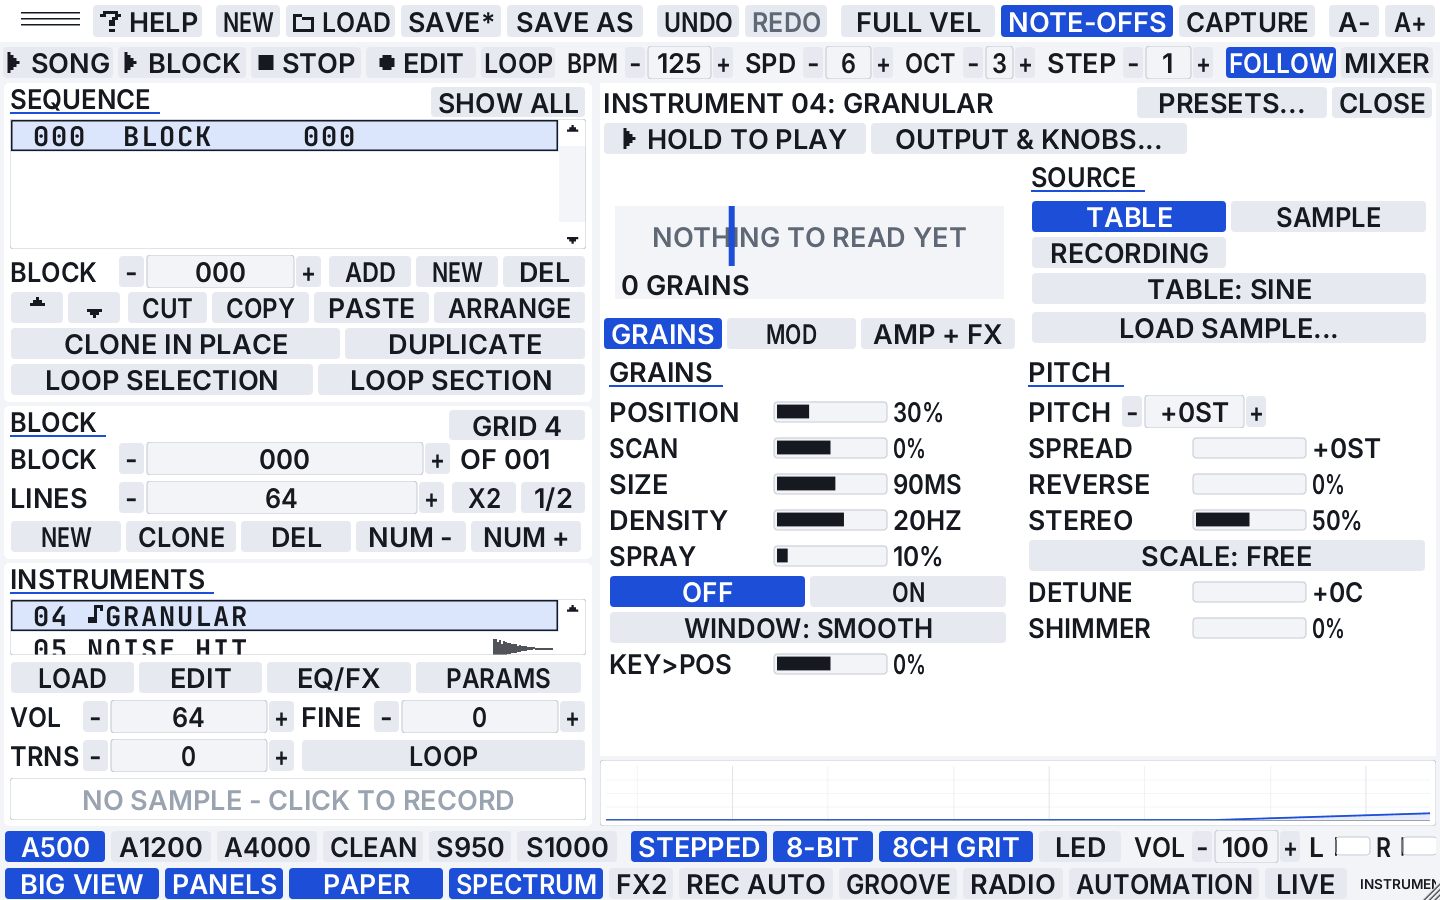 HELP NEW LOAD SAVE* SAVE AS UNDO REDO FULL VEL NOTE-OFFS CAPTURE A- A+
SONG BLOCK STOP EDIT LOOP BPM - 125 + SPD - 6 + OCT - 3 + STEP - 1 + FOLLOW MIXER
SEQUENCE SHOW ALL
000 BLOCK 000
BLOCK - 000 + ADD NEW DEL
CUT COPY PASTE ARRANGE
CLONE IN PLACE DUPLICATE
LOOP SELECTION LOOP SECTION
BLOCK GRID 4
BLOCK - 000 + OF 001
LINES - 64 + X2 1/2
NEW CLONE DEL NUM - NUM +
INSTRUMENTS
04 GRANULAR
05 NOISE HIT
LOAD EDIT EQ/FX PARAMS
VOL - 64 + FINE - 0 +
TRNS - 0 + LOOP
NO SAMPLE - CLICK TO RECORD
INSTRUMENT 04: GRANULAR PRESETS... CLOSE
HOLD TO PLAY OUTPUT & KNOBS...
NOTHING TO READ YET
0 GRAINS
SOURCE
TABLE SAMPLE
RECORDING
TABLE: SINE
LOAD SAMPLE...
GRAINS MOD AMP + FX
GRAINS
POSITION 30%
SCAN 0%
SIZE 90MS
DENSITY 20HZ
SPRAY 10%
OFF ON
WINDOW: SMOOTH
KEY>POS 0%
PITCH
PITCH - +0ST +
SPREAD +0ST
REVERSE 0%
STEREO 50%
SCALE: FREE
DETUNE +0C
SHIMMER 0%
A500 A1200 A4000 CLEAN S950 S1000 STEPPED 8-BIT 8CH GRIT LED VOL - 100 + L R
BIG VIEW PANELS PAPER SPECTRUM FX2 REC AUTO GROOVE RADIO AUTOMATION LIVE INSTRUMEN